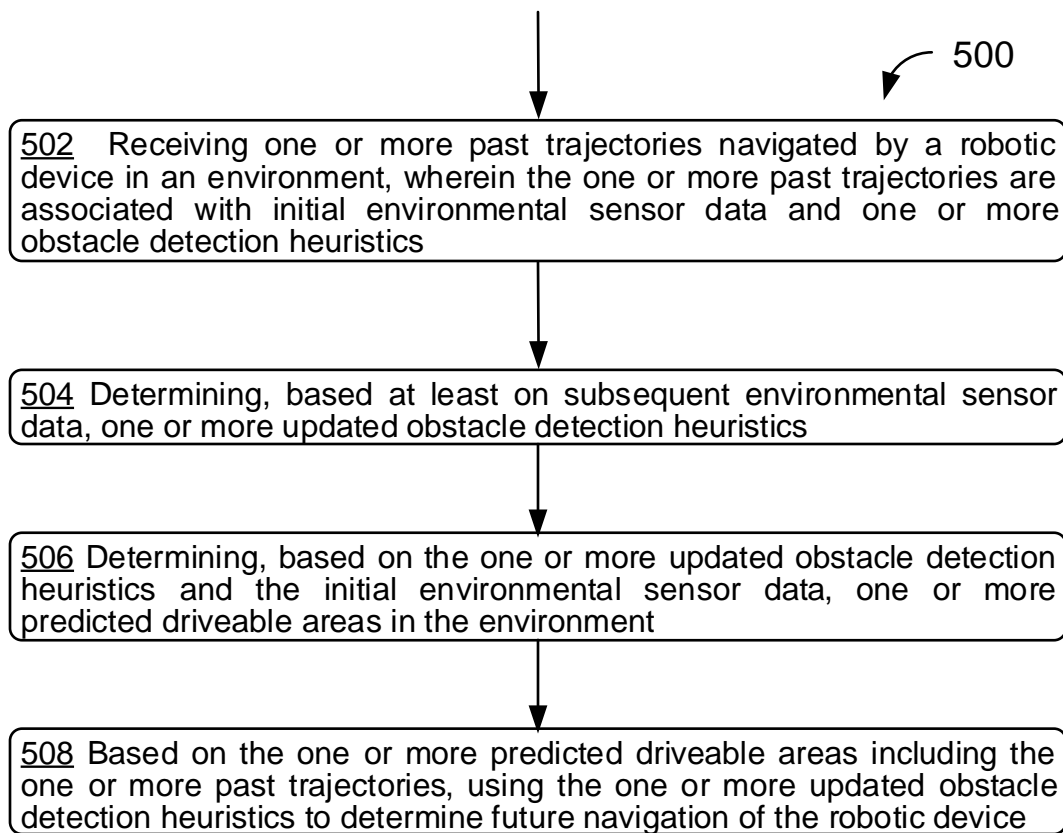 500
502 Receiving one or more past trajectories navigated by a robotic
device in an environment, wherein the one or more past trajectories are
associated with initial environmental sensor data and one or more
obstacle detection heuristics
504 Determining, based at least on subsequent environmental sensor
data, one or more updated obstacle detection heuristics
506 Determining, based on the one or more updated obstacle detection
heuristics and the initial environmental sensor data, one or more
predicted driveable areas in the environment
508 Based on the one or more predicted driveable areas including the
one or more past trajectories, using the one or more updated obstacle
detection heuristics to determine future navigation of the robotic device